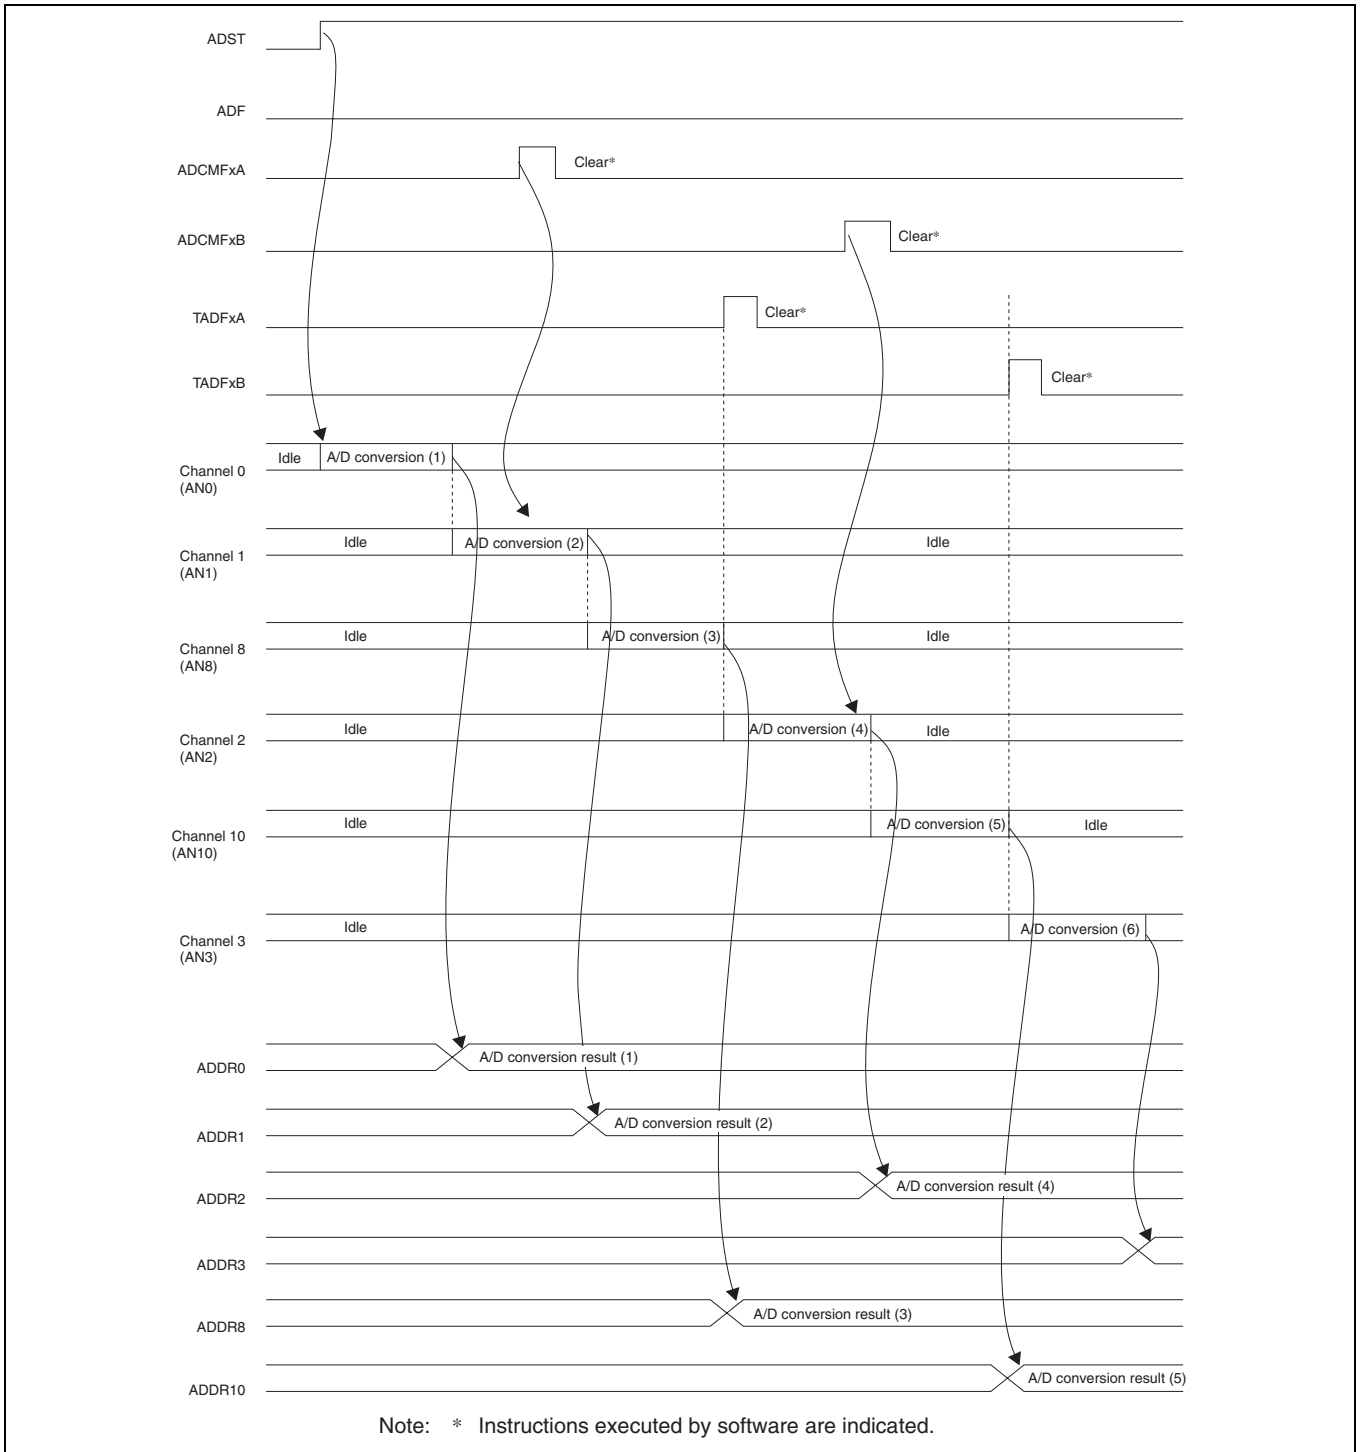 ADST
ADF
ADCMFxA
Clear*
ADCMFxB
Clear*
TADFxA
Clear*
TADFxB
Clear*
Idle
A/D conversion (1)
Channel 0
(AN0)
Idle
A/D conversion (2)
Idle
Channel 1
(AN1)
Idle
A/D conversion (3)
Idle
Channel 8
(AN8)
Idle
A/D conversion (4)
Idle
Channel 2
(AN2)
Idle
A/D conversion (5)
Idle
Channel 10
(AN10)
Idle
A/D conversion (6)
Channel 3
(AN3)
A/D conversion result (1)
ADDR0
A/D conversion result (2)
ADDR1
A/D conversion result (4)
ADDR2
ADDR3
A/D conversion result (3)
ADDR8
A/D conversion result (5)
ADDR10
Note: * Instructions executed by software are indicated.